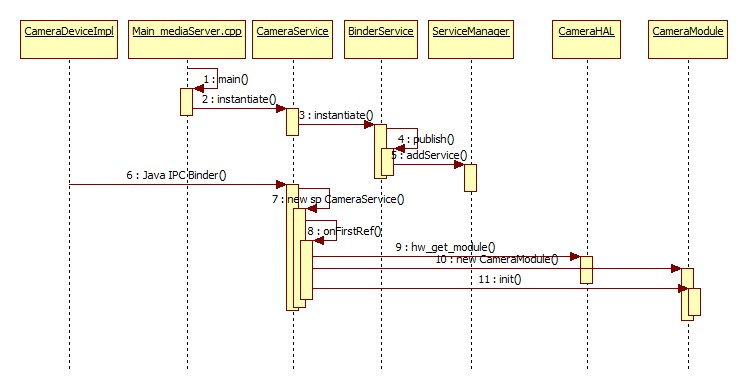 CameraDeviceImpl
Main_mediaServer.cpp
CameraService
BinderService
ServiceManager
CameraHAL
CameraModule
1 : main()
2 : instantiate()
3 : instantiate()
4 : publish()
5 : addService()
6 : Java IPC Binder()
7 : new sp CameraService()
8 : onFirstRef()
9 : hw_get_module()
10 : new CameraModule()
11 : init()